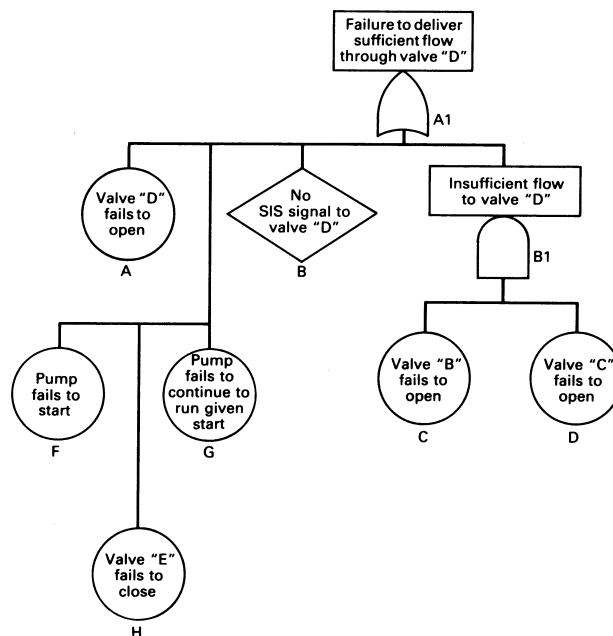 Failure to deliver
sufficient flow
through valve "D"
A1
Valve "D"
fails to
open
A
No
SIS signal to
valve "D"
B
Insufficient flow
to valve "D"
B1
Pump
fails to
start
F
Pump
fails to
continue to
run given
start
G
Valve "B"
fails to
open
C
Valve "C"
fails to
open
D
Valve "E"
fails to
close
H